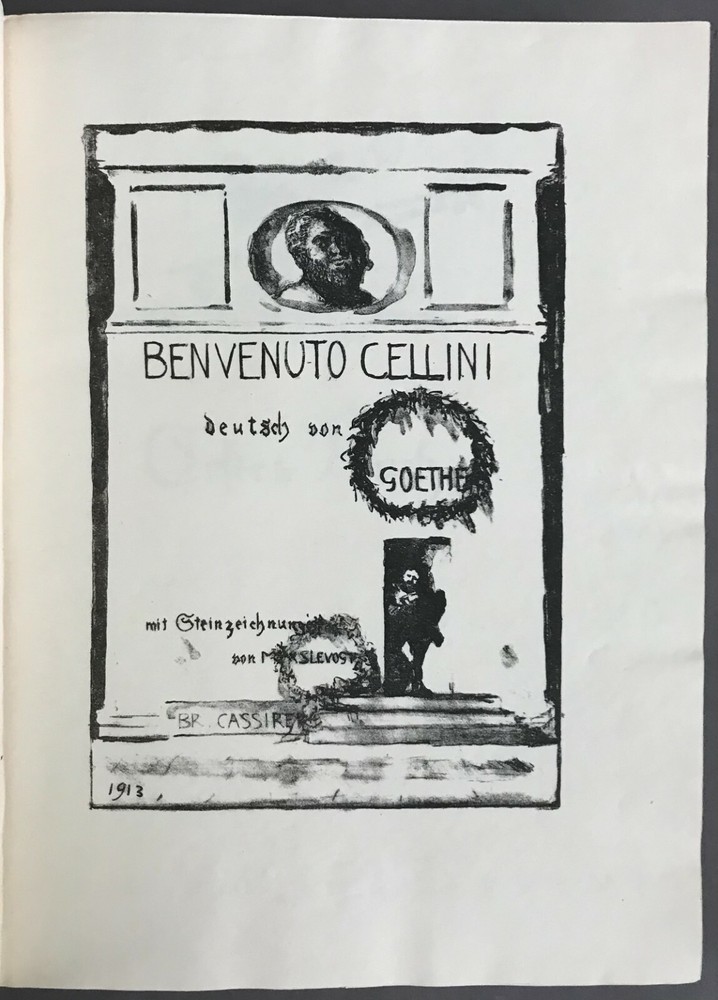 BENVENUTO CELLINI
deutsch von
GOETHE
mit Steinzeichnungen
von MAX SLEVOGT
BR. CASSIRER
1913